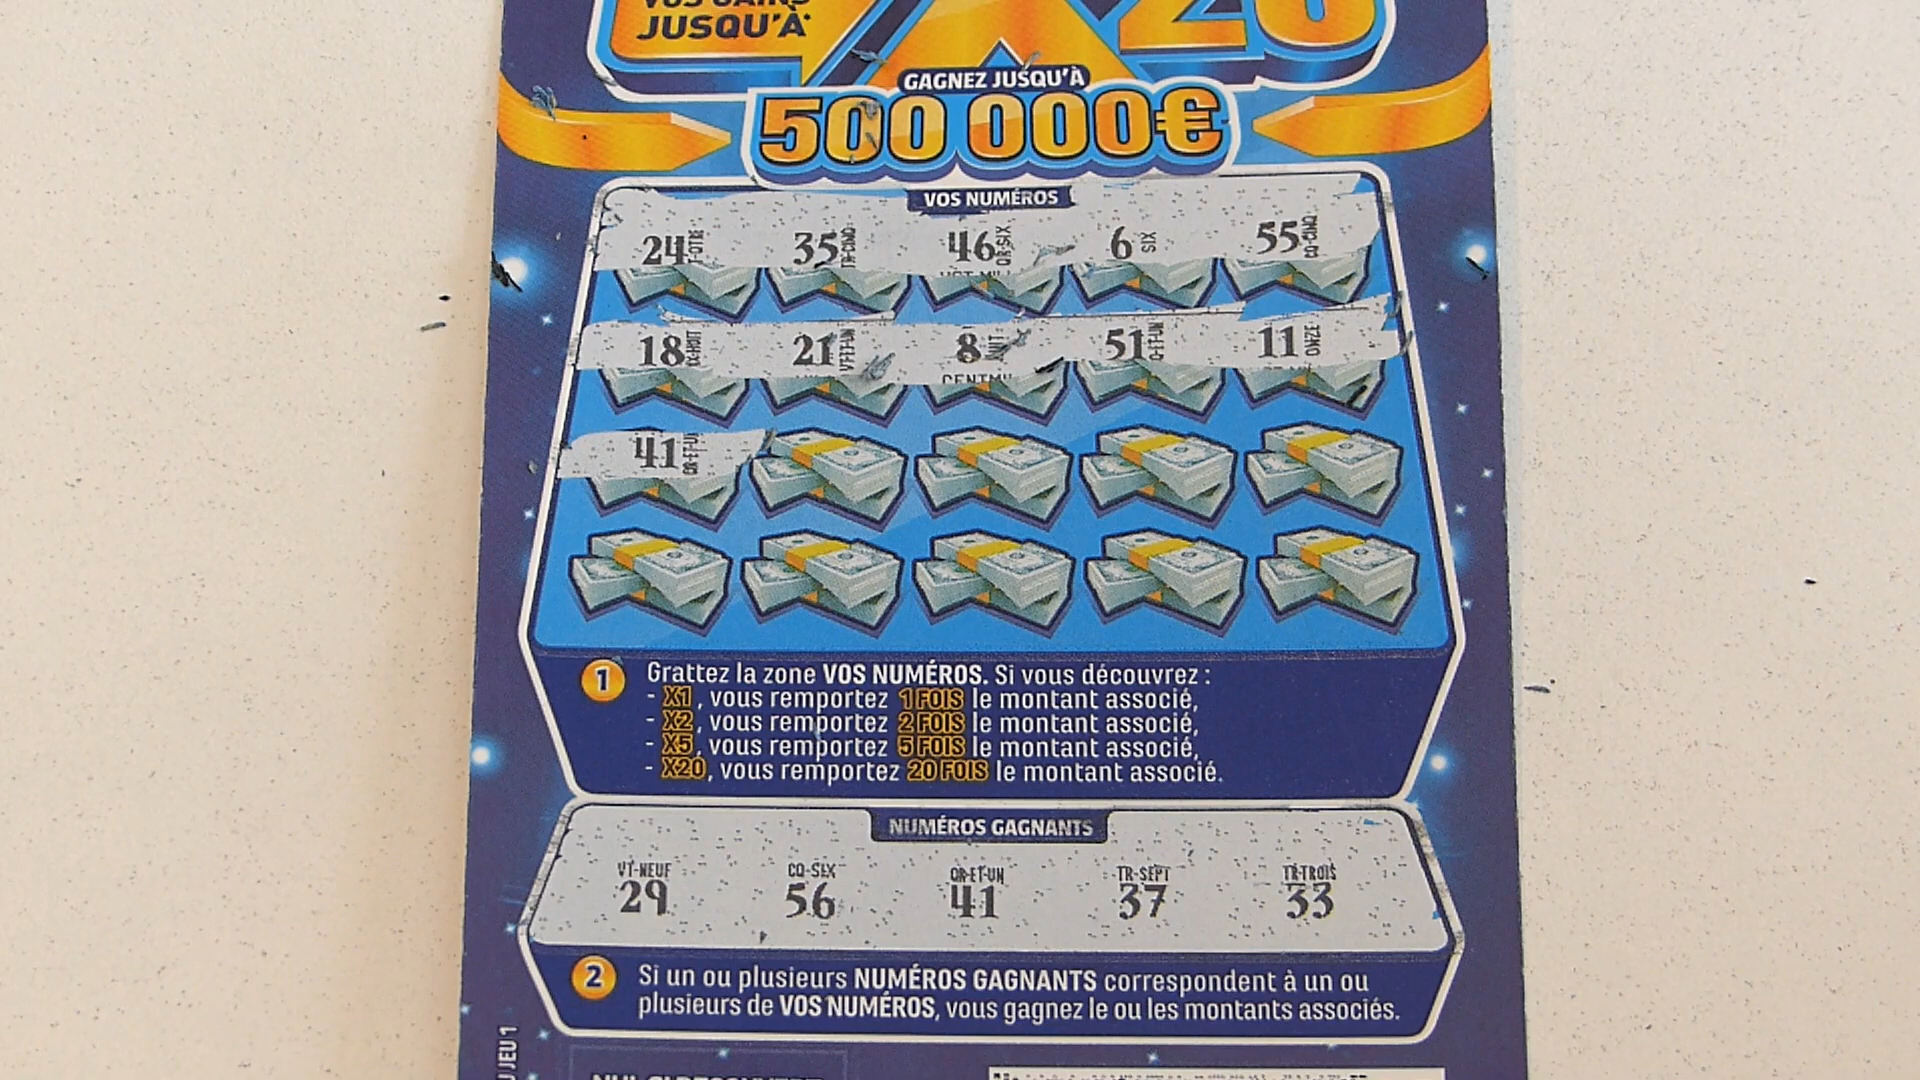 VOS GAINS
JUSQU'À*
X20
GAGNEZ JUSQU'À
500 000€
VOS NUMÉROS
24 35 46 6 SIX 55
18 21 8 51 11 ONZE
41
1 Grattez la zone VOS NUMÉROS. Si vous découvrez :
- X1, vous remportez 1 FOIS le montant associé,
- X2, vous remportez 2 FOIS le montant associé,
- X5, vous remportez 5 FOIS le montant associé,
- X20, vous remportez 20 FOIS le montant associé.
NUMÉROS GAGNANTS
VT-NEUF CQ-SIX QR-ET-UN TR-SEPT TR-TROIS
29 56 41 37 33
2 Si un ou plusieurs NUMÉROS GAGNANTS correspondent à un ou
plusieurs de VOS NUMÉROS, vous gagnez le ou les montants associés.
JEU 1